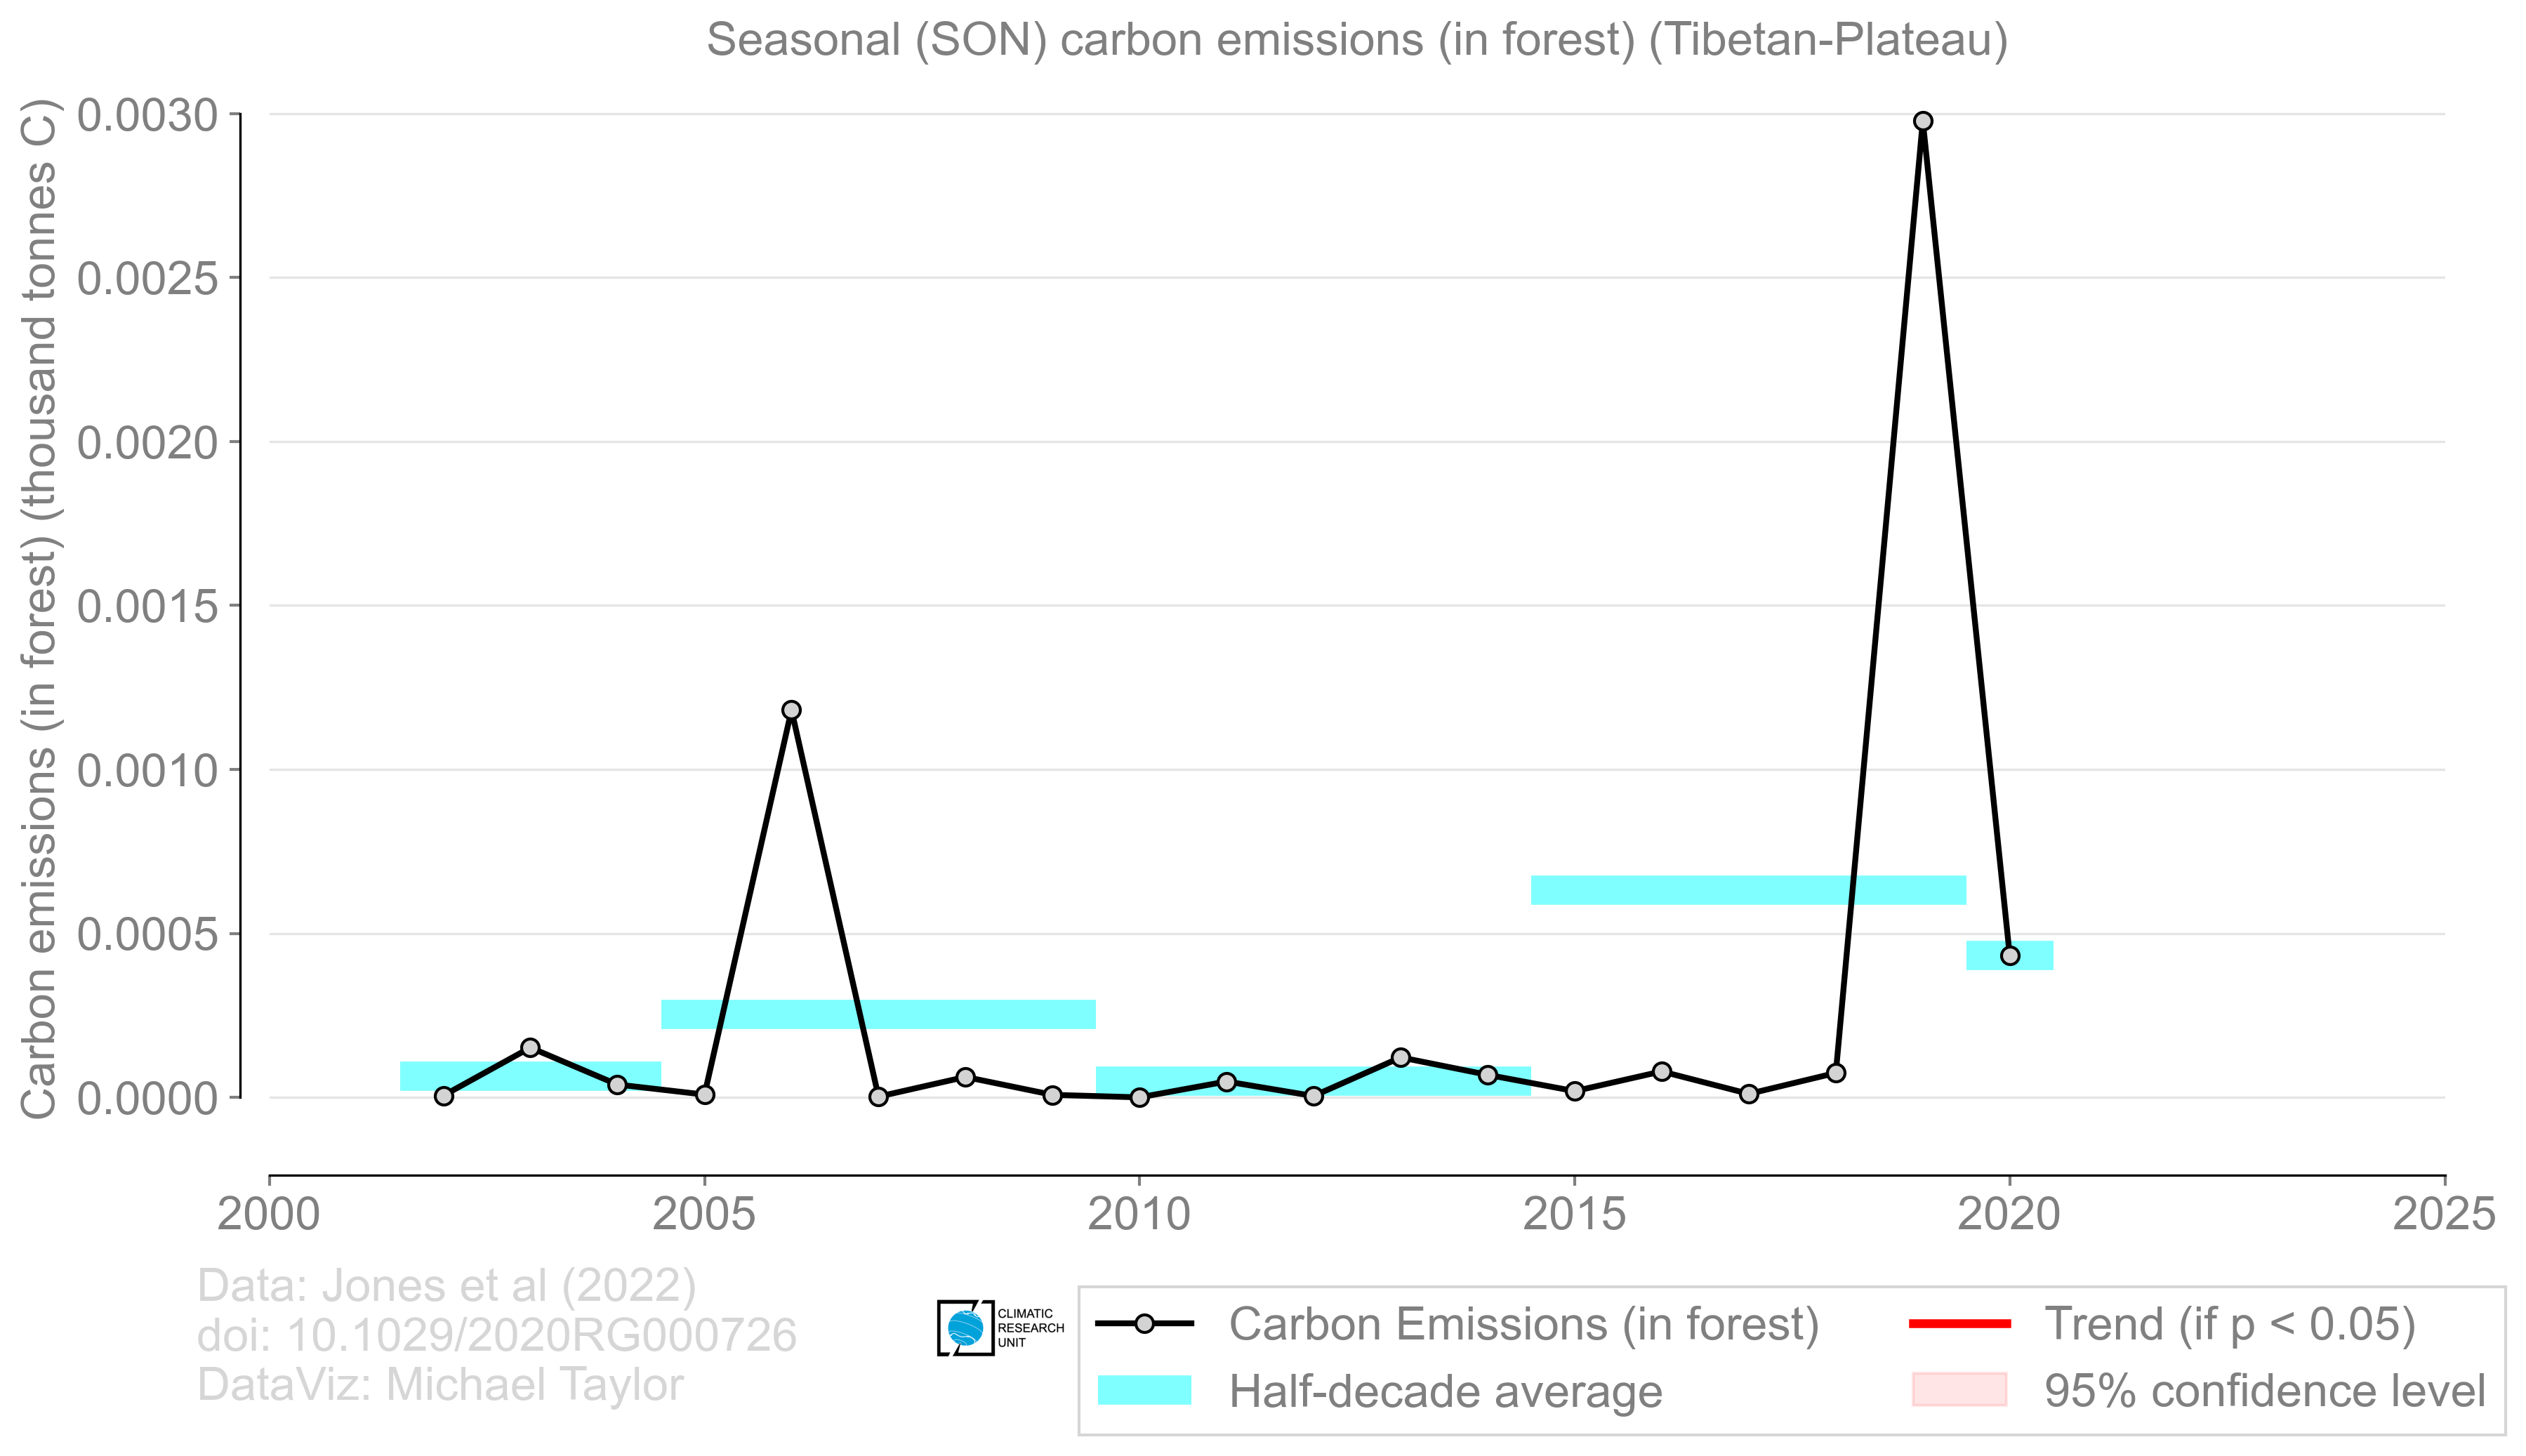 Seasonal (SON) carbon emissions (in forest) (Tibetan-Plateau)
Carbon emissions (in forest) (thousand tonnes C)
0.0030
0.0025
0.0020
0.0015
0.0010
0.0005
0.0000
2000 2005 2010 2015 2020 2025
Data: Jones et al (2022)
doi: 10.1029/2020RG000726
DataViz: Michael Taylor
CLIMATIC
RESEARCH
UNIT
Carbon Emissions (in forest)
Half-decade average
Trend (if p < 0.05)
95% confidence level